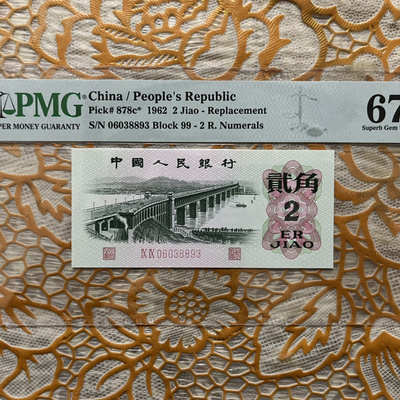 PMG
PER MONEY GUARANTY
China / People's Republic
Pick# 878c* 1962 2 Jiao - Replacement
S/N 06038893 Block 99 - 2 R. Numerals
67
Superb Gem
中國人民銀行
貳角
2
ER
JIAO
06038893